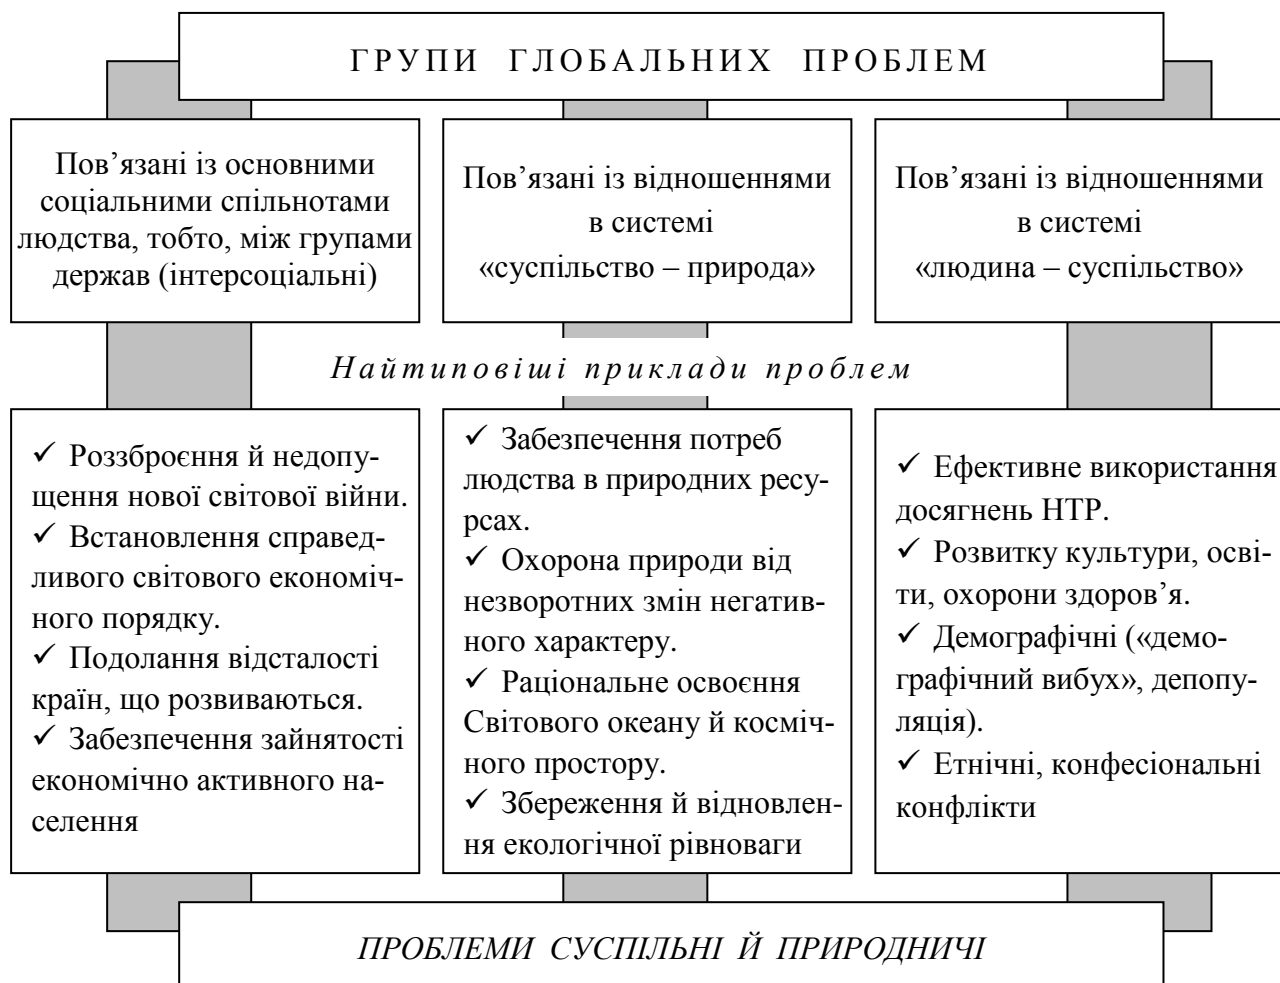 ГРУПИ ГЛОБАЛЬНИХ ПРОБЛЕМ
Пов’язані із основними
соціальними спільнотами
людства, тобто, між групами
держав (інтерсоціальні)
Пов’язані із відношеннями
в системі
«суспільство – природа»
Пов’язані із відношеннями
в системі
«людина – суспільство»
Найтиповіші приклади проблем
✓ Роззброєння й недопу-
щення нової світової війни.
✓ Встановлення справед-
ливого світового економіч-
ного порядку.
✓ Подолання відсталості
країн, що розвиваються.
✓ Забезпечення зайнятості
економічно активного на-
селення
✓ Забезпечення потреб
людства в природних ресу-
рсах.
✓ Охорона природи від
незворотних змін негатив-
ного характеру.
✓ Раціональне освоєння
Світового океану й косміч-
ного простору.
✓ Збереження й відновлен-
ня екологічної рівноваги
✓ Ефективне використання
досягнень НТР.
✓ Розвитку культури, осві-
ти, охорони здоров’я.
✓ Демографічні («демо-
графічний вибух», депопу-
ляція).
✓ Етнічні, конфесіональні
конфлікти
ПРОБЛЕМИ СУСПІЛЬНІ Й ПРИРОДНИЧІ